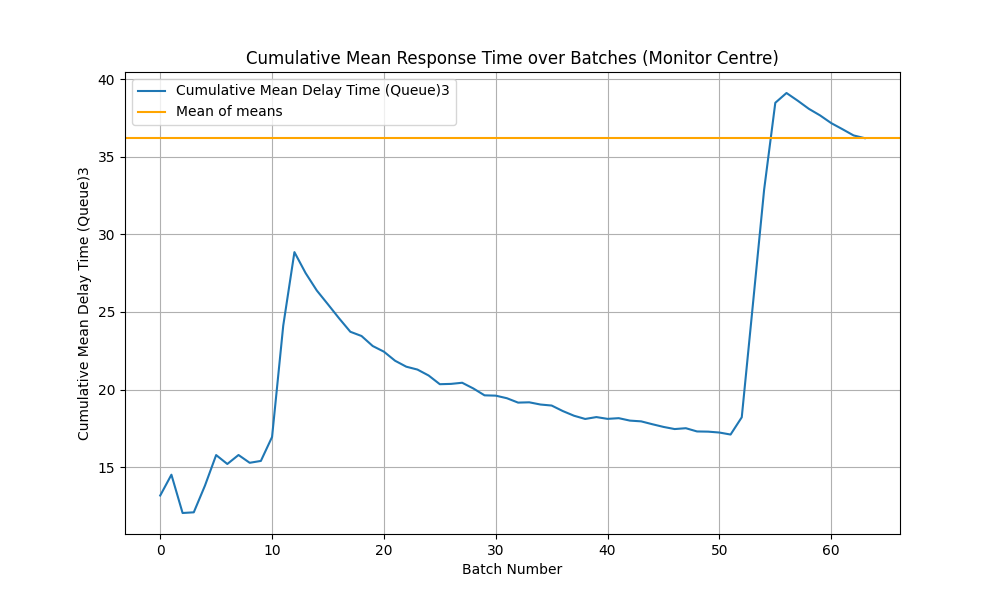 Cumulative Mean Response Time over Batches (Monitor Centre)
Cumulative Mean Delay Time (Queue)3
Mean of means
Cumulative Mean Delay Time (Queue)3
40
35
30
25
20
15
0 10 20 30 40 50 60
Batch Number